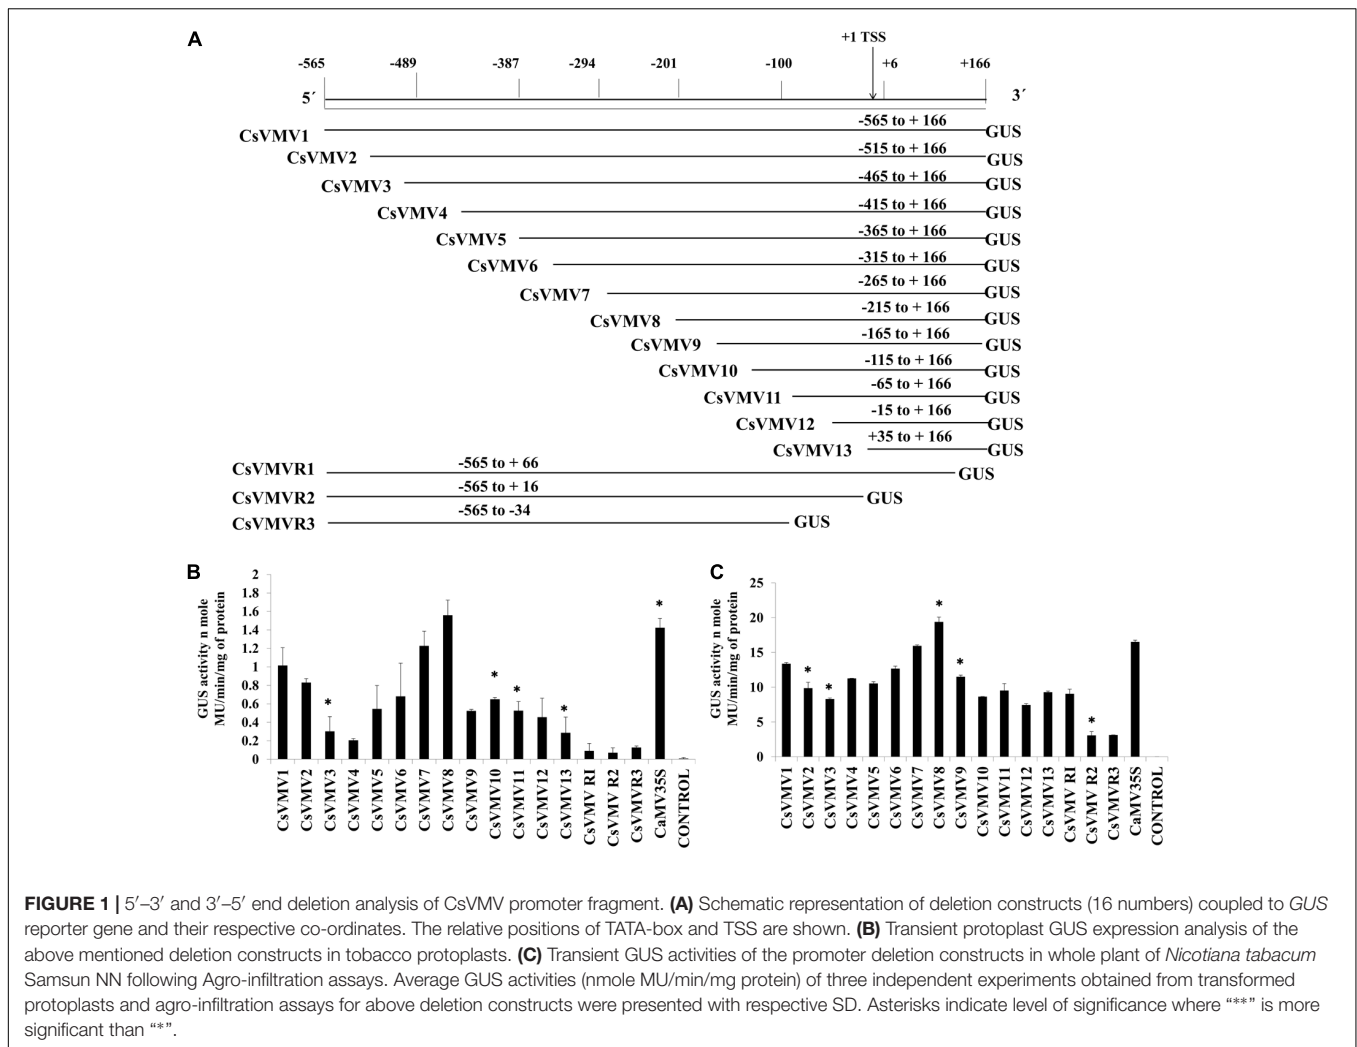 A
+1 TSS
-565 -489 -387 -294 -201 -100 +6 +166
5´ 3´
CsVMV1 -565 to + 166 GUS
CsVMV2 -515 to + 166 GUS
CsVMV3 -465 to + 166 GUS
CsVMV4 -415 to + 166 GUS
CsVMV5 -365 to + 166 GUS
CsVMV6 -315 to + 166 GUS
CsVMV7 -265 to + 166 GUS
CsVMV8 -215 to + 166 GUS
CsVMV9 -165 to + 166 GUS
CsVMV10 -115 to + 166 GUS
CsVMV11 -65 to + 166 GUS
CsVMV12 -15 to + 166 GUS
CsVMV13 +35 to + 166 GUS
CsVMVR1 -565 to + 66 GUS
CsVMVR2 -565 to + 16 GUS
CsVMVR3 -565 to -34 GUS
B
GUS activity n mole
MU/min/mg of protein
2
1.8
1.6
1.4
1.2
1
0.8
0.6
0.4
0.2
0
* * * * *
CsVMV1
CsVMV2
CsVMV3
CsVMV4
CsVMV5
CsVMV6
CsVMV7
CsVMV8
CsVMV9
CsVMV10
CsVMV11
CsVMV12
CsVMV13
CsVMV RI
CsVMV R2
CsVMVR3
CaMV35S
CONTROL
C
GUS activity n mole
MU/min/mg of protein
25
20
15
10
5
0
* * * * *
CsVMV1
CsVMV2
CsVMV3
CsVMV4
CsVMV5
CsVMV6
CsVMV7
CsVMV8
CsVMV9
CsVMV10
CsVMV11
CsVMV12
CsVMV13
CsVMV RI
CsVMV R2
CsVMVR3
CaMV35S
CONTROL
FIGURE 1 | 5′–3′ and 3′–5′ end deletion analysis of CsVMV promoter fragment. (A) Schematic representation of deletion constructs (16 numbers) coupled to GUS
reporter gene and their respective co-ordinates. The relative positions of TATA-box and TSS are shown. (B) Transient protoplast GUS expression analysis of the
above mentioned deletion constructs in tobacco protoplasts. (C) Transient GUS activities of the promoter deletion constructs in whole plant of Nicotiana tabacum
Samsun NN following Agro-infiltration assays. Average GUS activities (nmole MU/min/mg protein) of three independent experiments obtained from transformed
protoplasts and agro-infiltration assays for above deletion constructs were presented with respective SD. Asterisks indicate level of significance where “**” is more
significant than “*”.